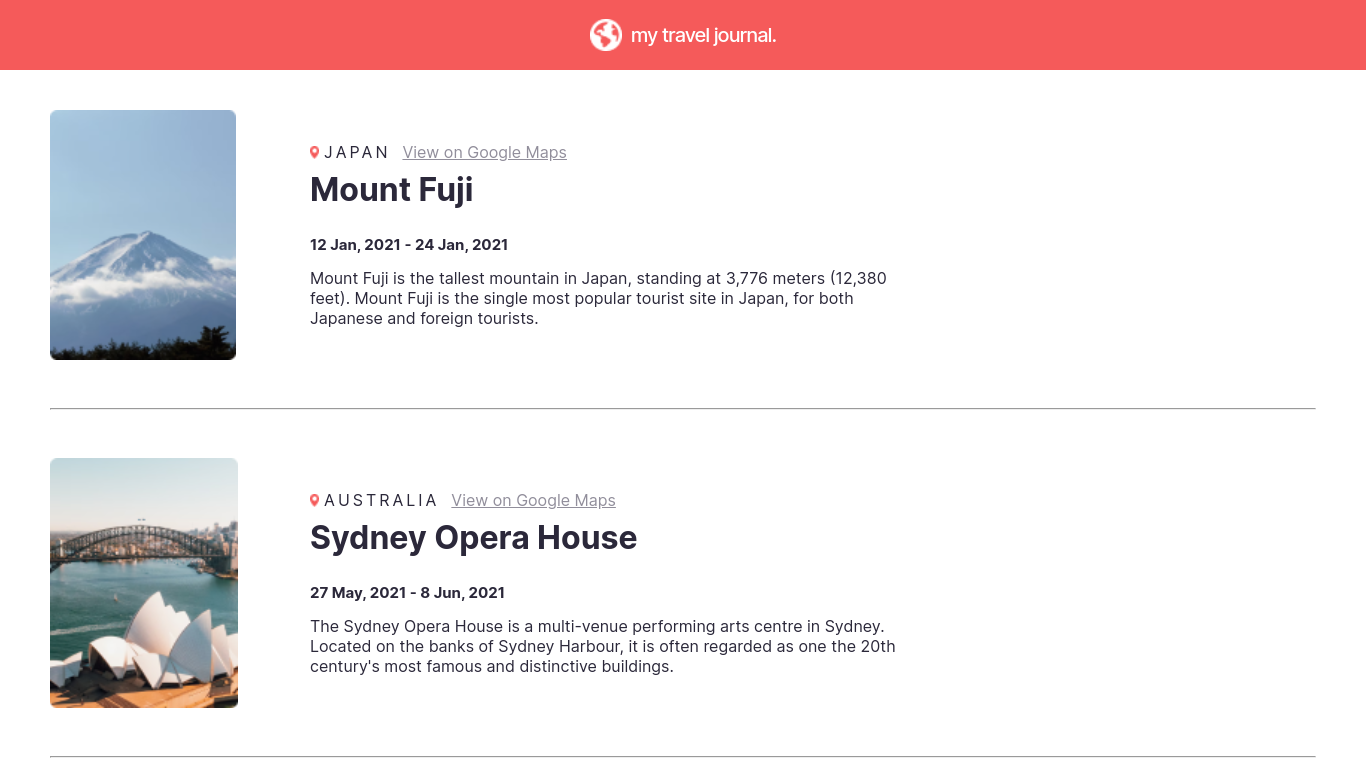 my travel journal.
JAPAN View on Google Maps
Mount Fuji
12 Jan, 2021 - 24 Jan, 2021
Mount Fuji is the tallest mountain in Japan, standing at 3,776 meters (12,380
feet). Mount Fuji is the single most popular tourist site in Japan, for both
Japanese and foreign tourists.
AUSTRALIA View on Google Maps
Sydney Opera House
27 May, 2021 - 8 Jun, 2021
The Sydney Opera House is a multi-venue performing arts centre in Sydney.
Located on the banks of Sydney Harbour, it is often regarded as one the 20th
century's most famous and distinctive buildings.